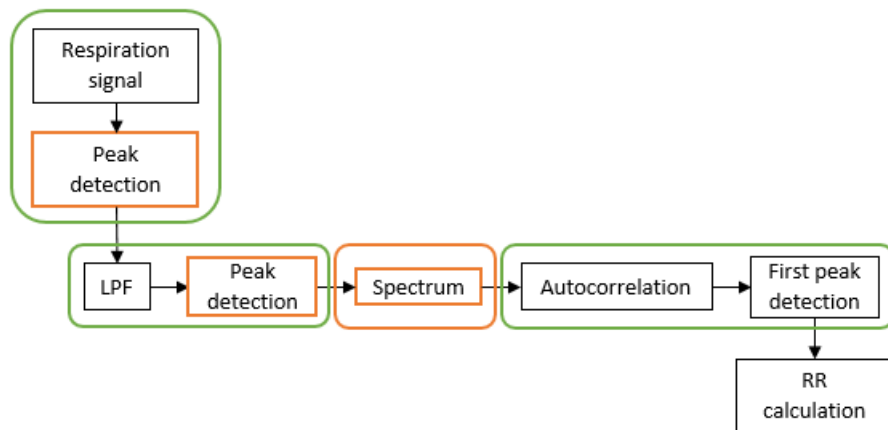 Respiration
signal
Peak
detection
LPF
Peak
detection
Spectrum
Autocorrelation
First peak
detection
RR
calculation